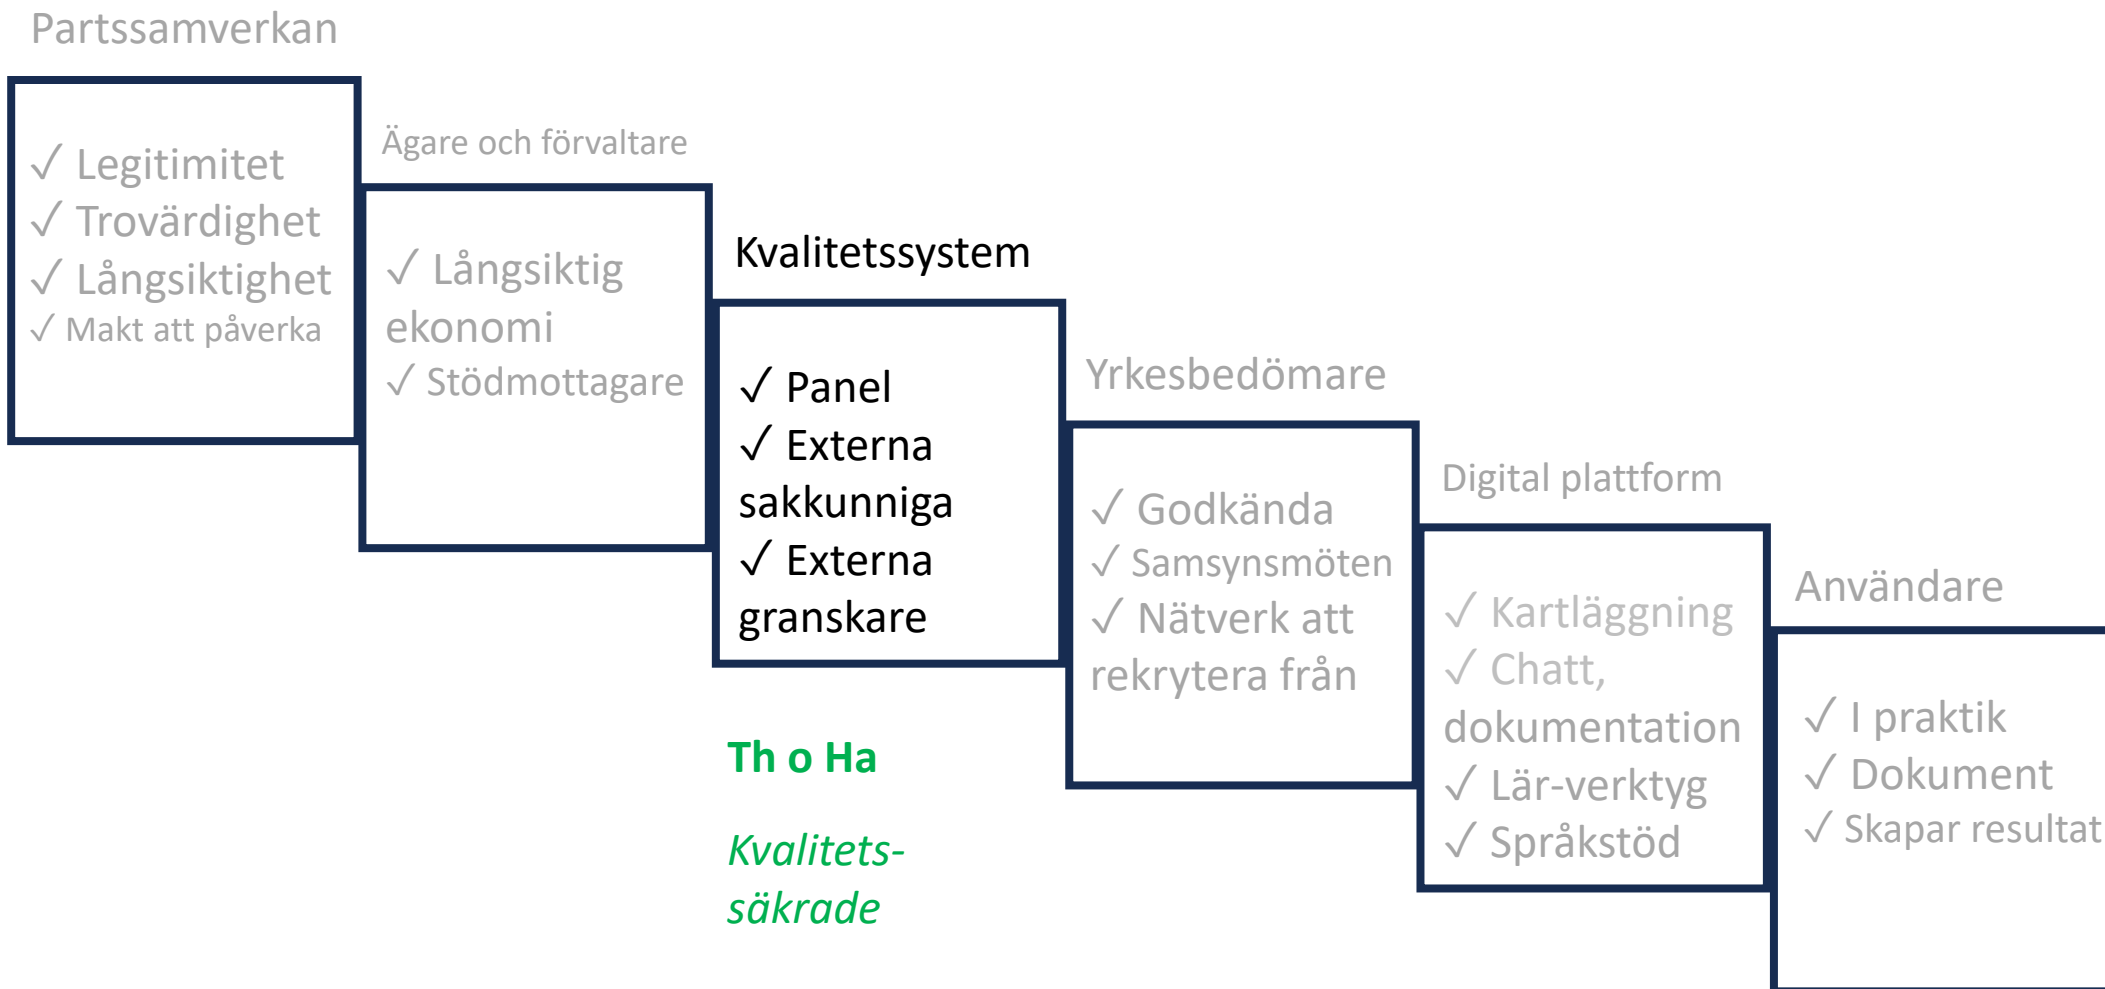 Partssamverkan
✓ Legitimitet
✓ Trovärdighet
✓ Långsiktighet
✓ Makt att påverka
Ägare och förvaltare
✓ Långsiktig
ekonomi
✓ Stödmottagare
Kvalitetssystem
✓ Panel
✓ Externa
sakkunniga
✓ Externa
granskare
Th o Ha
Kvalitets-
säkrade
Yrkesbedömare
✓ Godkända
✓ Samsynsmöten
✓ Nätverk att
rekrytera från
Digital plattform
✓ Kartläggning
✓ Chatt,
dokumentation
✓ Lär-verktyg
✓ Språkstöd
Användare
✓ I praktik
✓ Dokument
✓ Skapar resultat